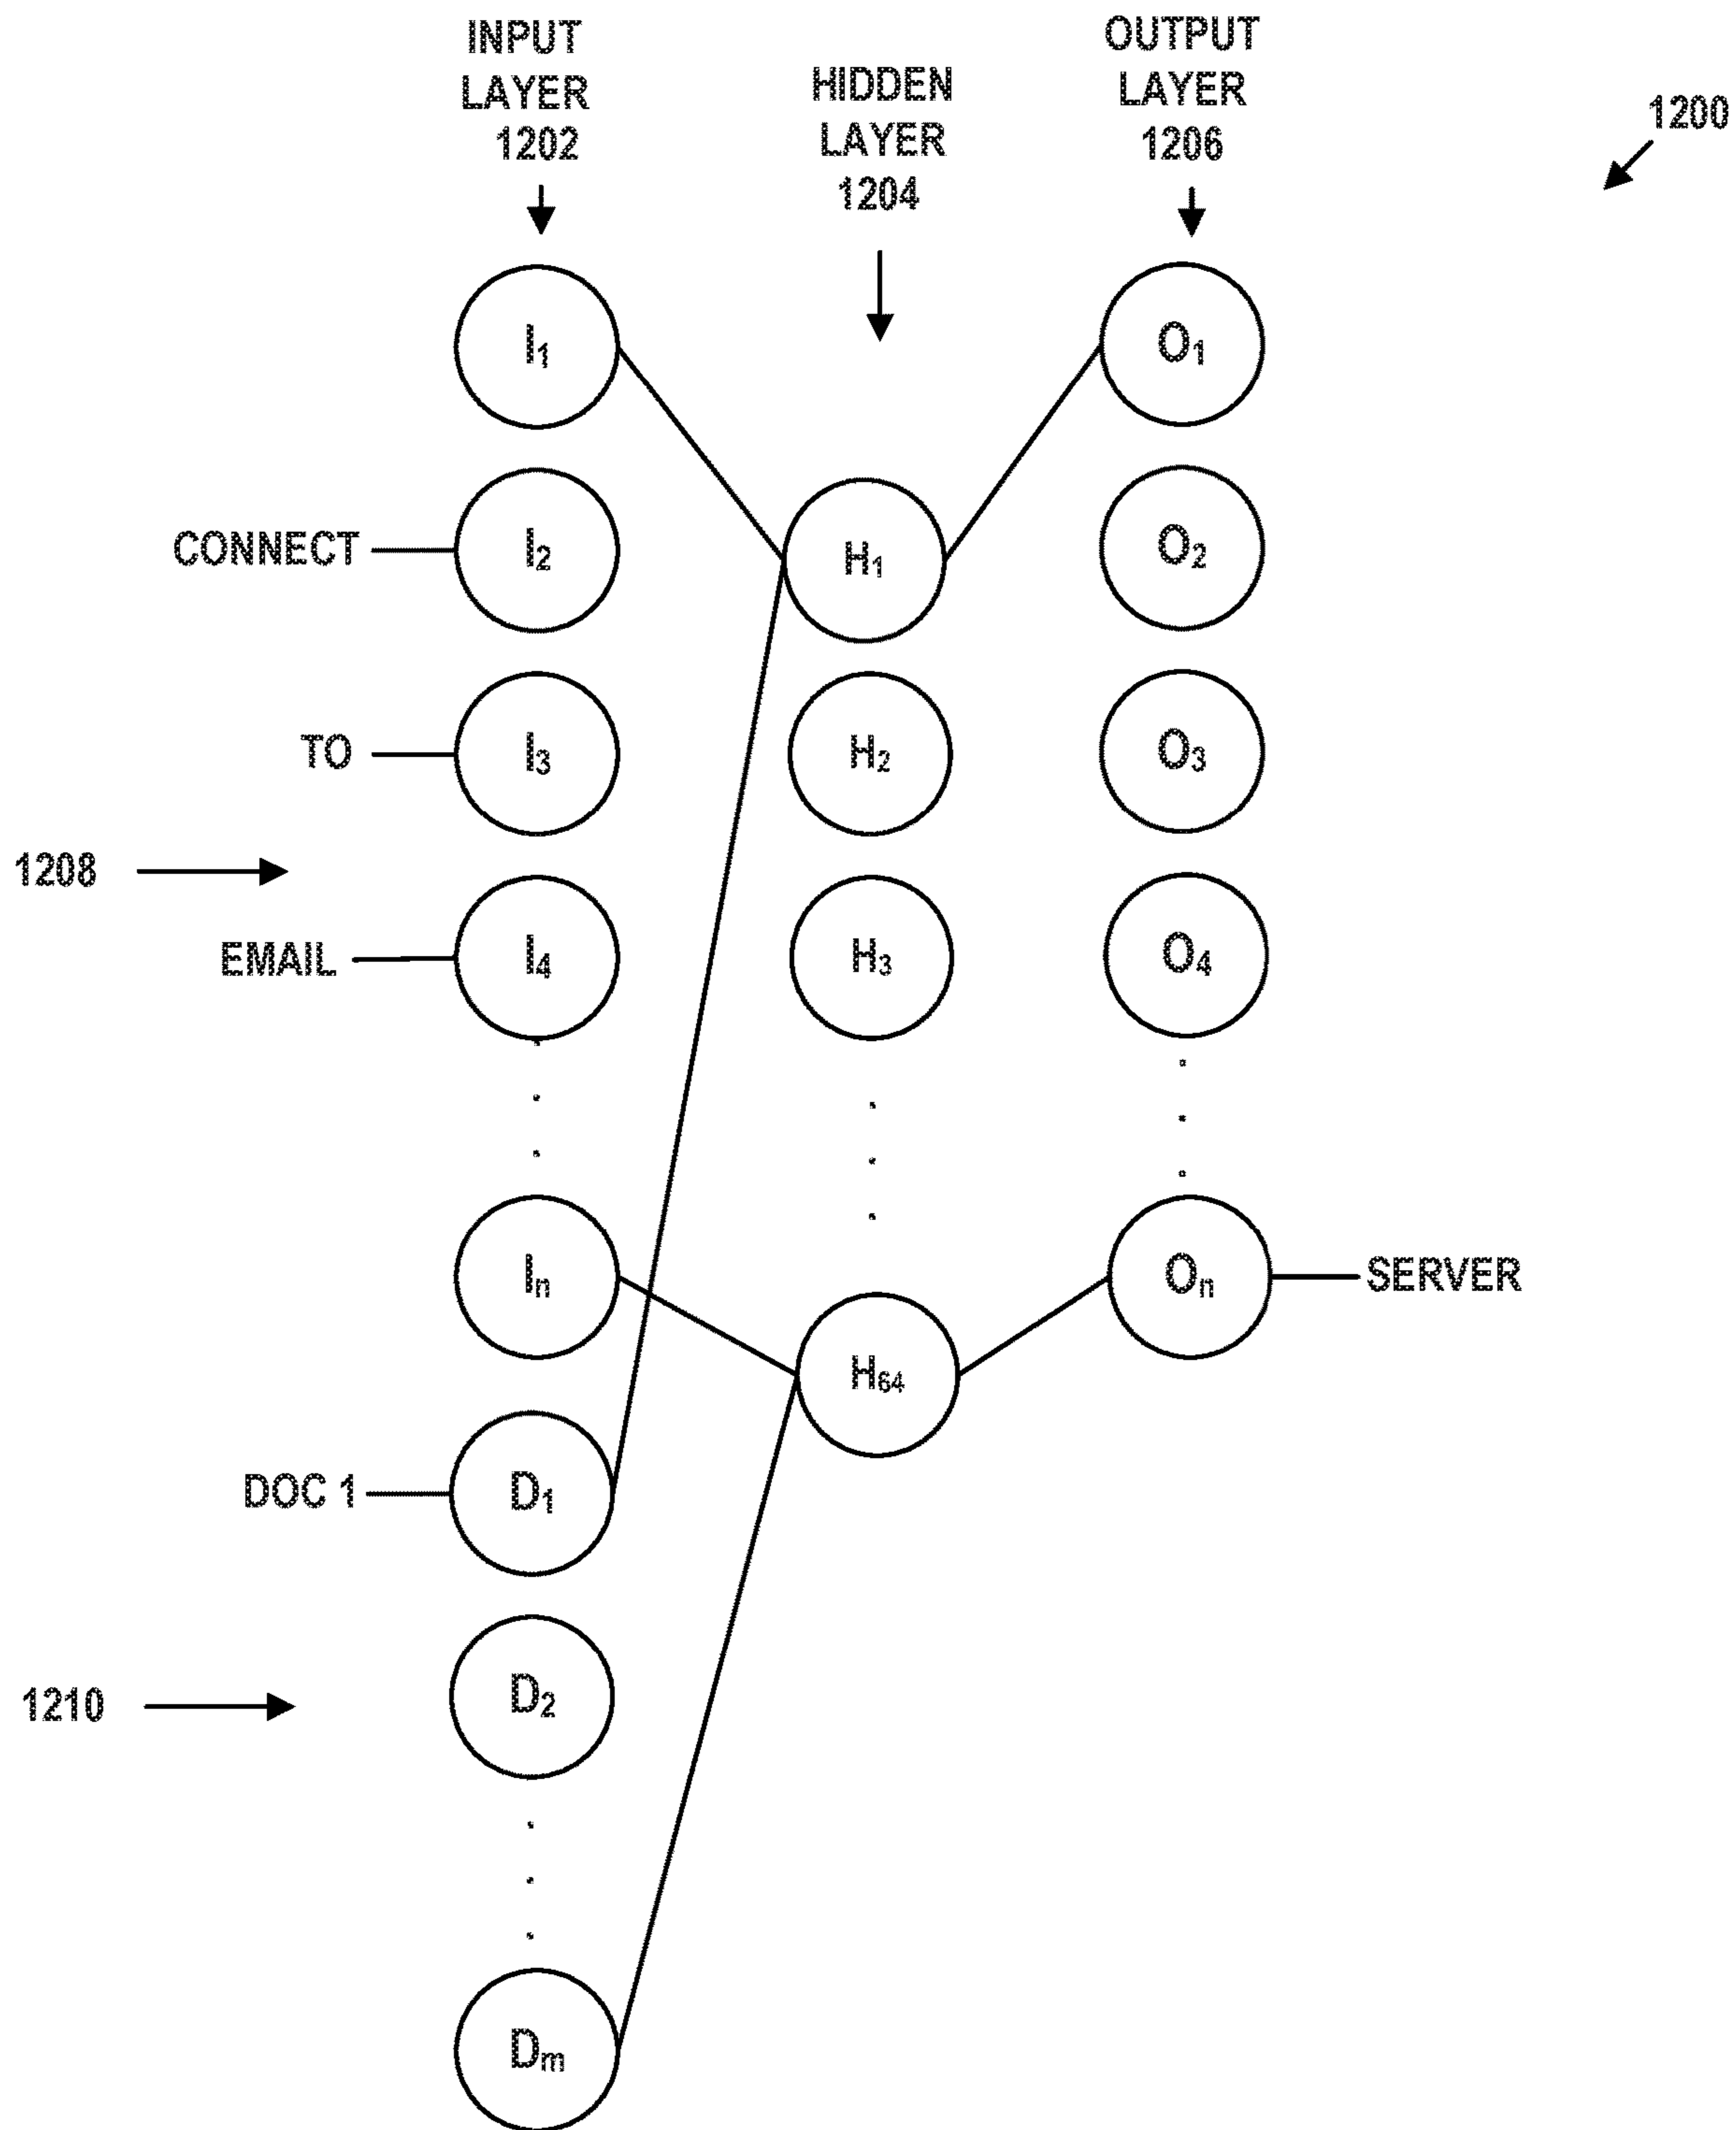 INPUT
LAYER
1202
HIDDEN
LAYER
1204
OUTPUT
LAYER
1206
1200
I₁
O₁
CONNECT
I₂
H₁
O₂
TO
I₃
H₂
O₃
1208
EMAIL
I₄
H₃
O₄
Iₙ
Oₙ
SERVER
H₆₄
DOC 1
D₁
1210
D₂
Dₘ